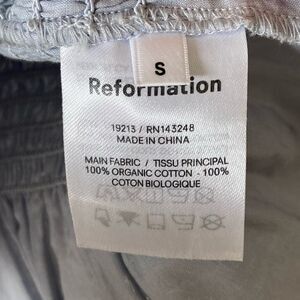 S
Reformation
19213 / RN143248
MADE IN CHINA
MAIN FABRIC / TISSU PRINCIPAL
100% ORGANIC COTTON - 100%
COTON BIOLOGIQUE